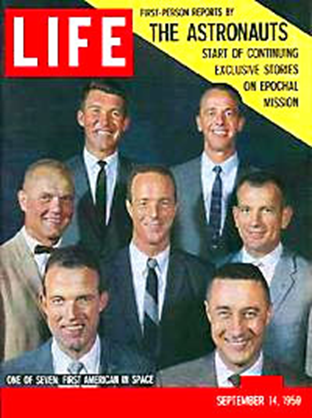 LIFE
FIRST-PERSON REPORTS BY
THE ASTRONAUTS
START OF CONTINUING
EXCLUSIVE STORIES
ON EPOCHAL
MISSION
ONE OF SEVEN: FIRST AMERICAN IN SPACE
SEPTEMBER 14, 1959